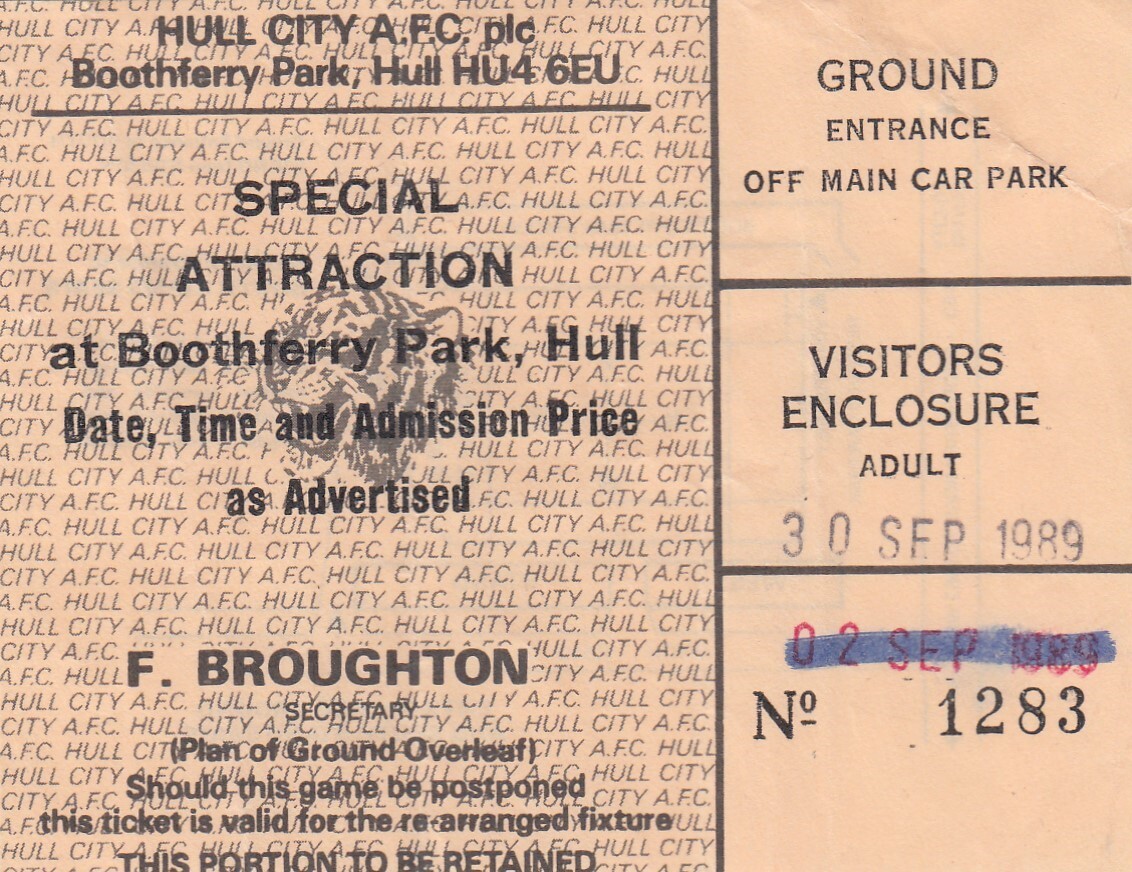 HULL CITY A.F.C. plc
Boothferry Park, Hull HU4 6EU
SPECIAL
ATTRACTION
at Boothferry Park, Hull
Date, Time and Admission Price
as Advertised
F. BROUGHTON
SECRETARY
(Plan of Ground Overleaf)
Should this game be postponed
this ticket is valid for the re-arranged fixture
THIS PORTION TO BE RETAINED
GROUND
ENTRANCE
OFF MAIN CAR PARK
VISITORS
ENCLOSURE
ADULT
30 SEP 1989
02 SEP 1989
Nº 1283